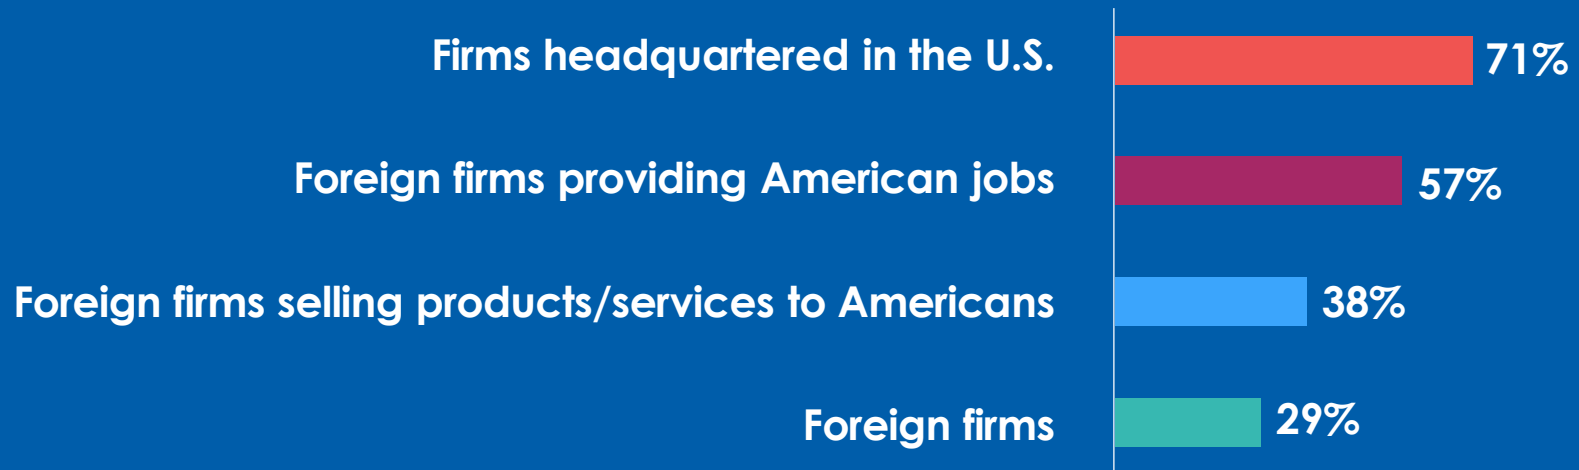 Firms headquartered in the U.S. 71%
Foreign firms providing American jobs 57%
Foreign firms selling products/services to Americans 38%
Foreign firms 29%